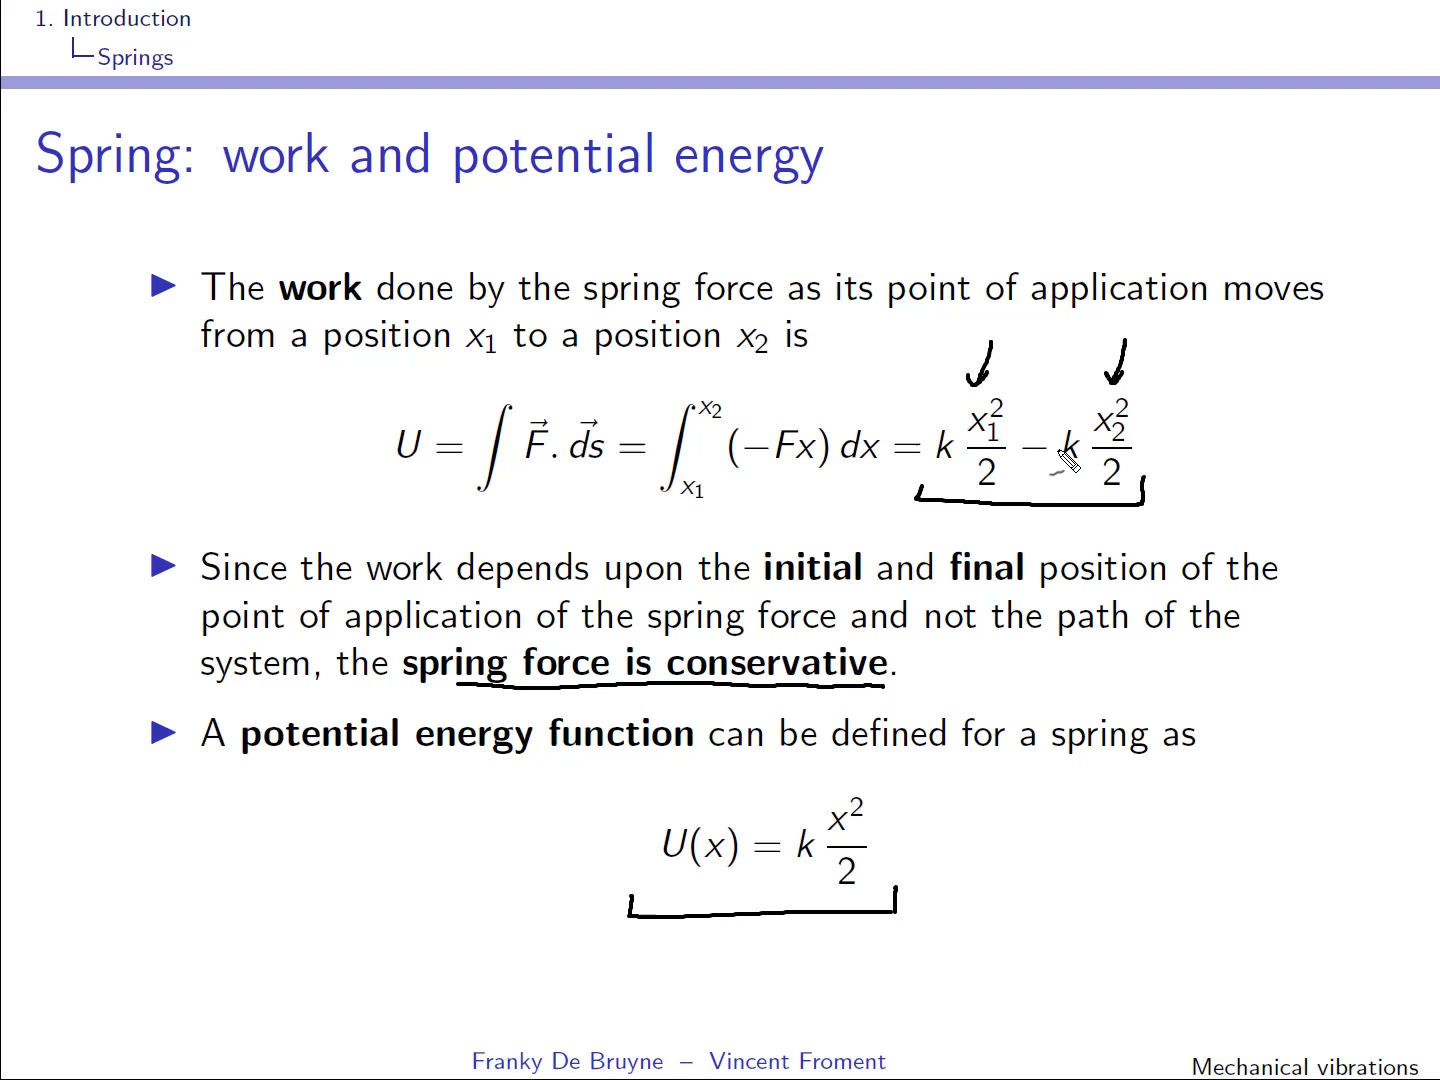 1. Introduction
Springs
Spring: work and potential energy
The work done by the spring force as its point of application moves
from a position x₁ to a position x₂ is
U = ∫ F⃗ . d⃗s = ∫_{x₁}^{x₂} (−Fx) dx = k x₁²/2 − k x₂²/2
Since the work depends upon the initial and final position of the
point of application of the spring force and not the path of the
system, the spring force is conservative.
A potential energy function can be defined for a spring as
U(x) = k x²/2
Franky De Bruyne – Vincent Froment
Mechanical vibrations